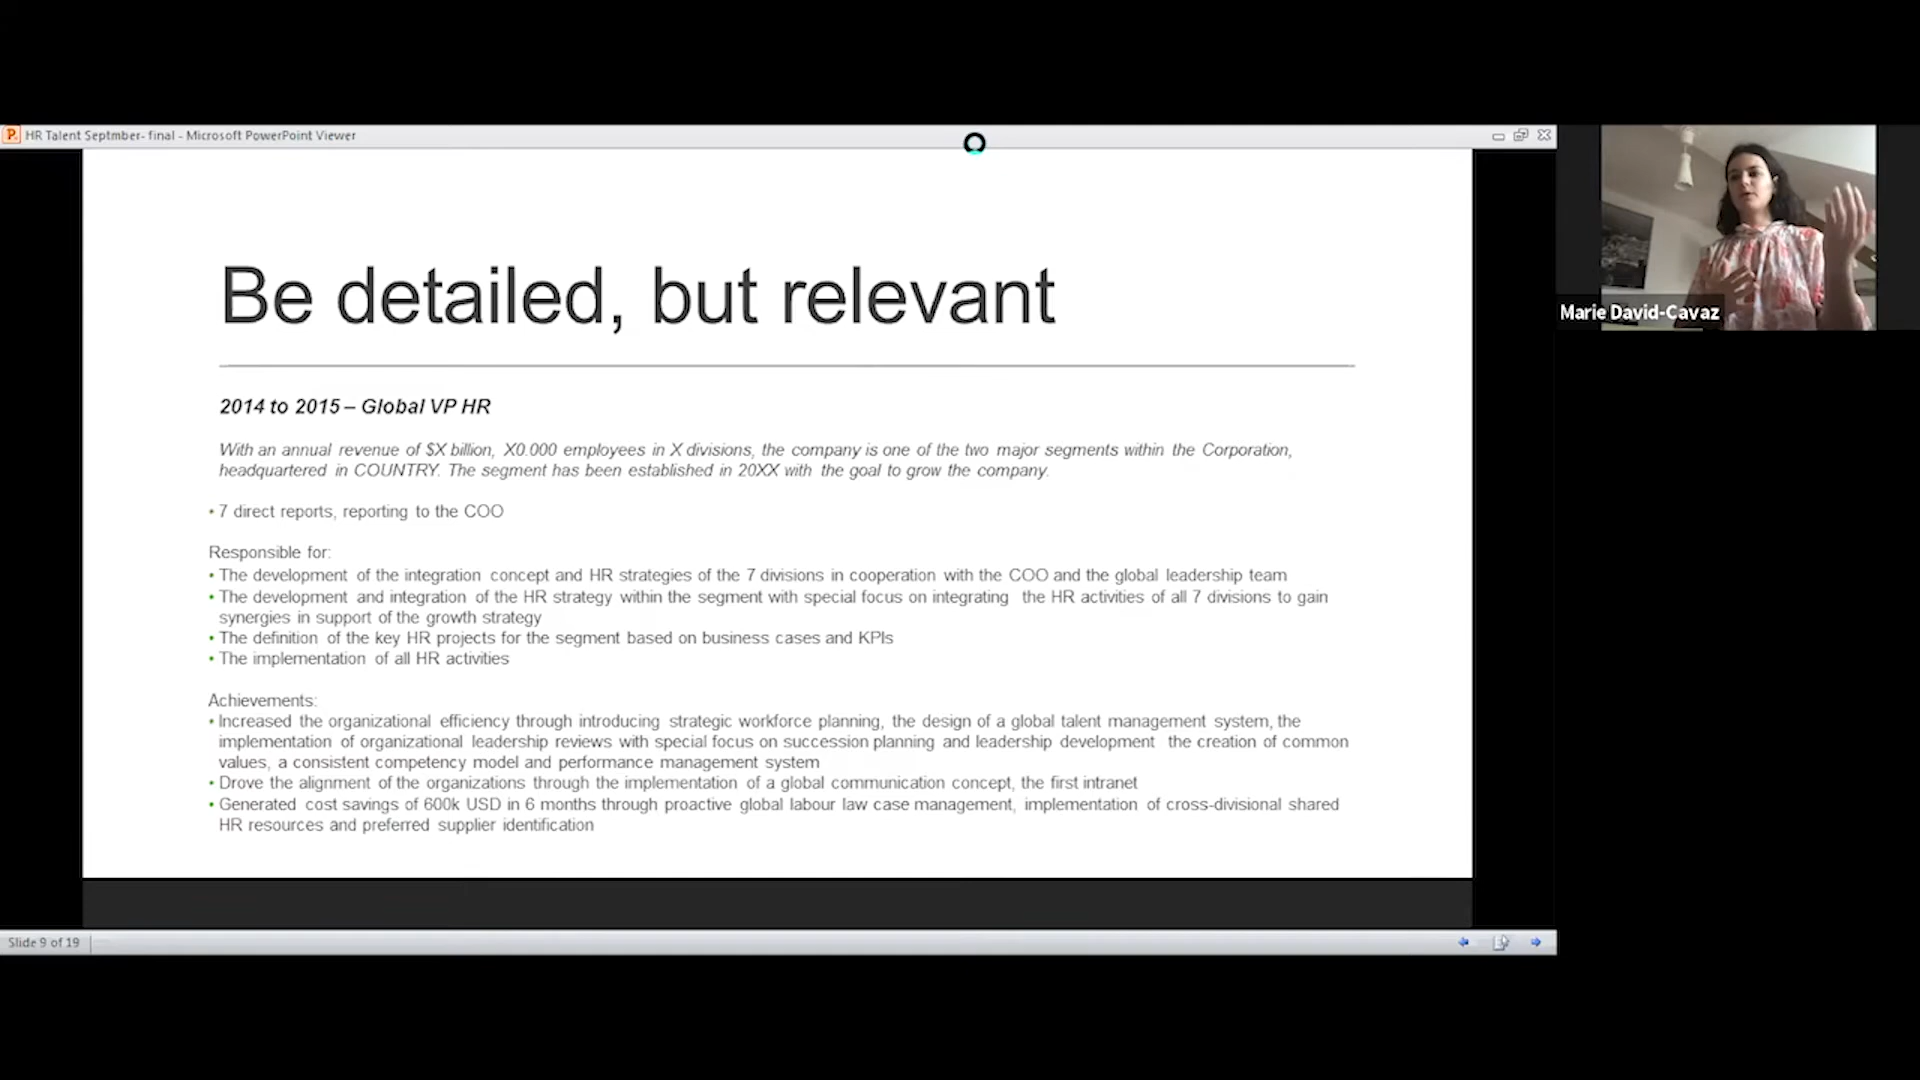 HR Talent Septmber- final - Microsoft PowerPoint Viewer
Marie David-Cavaz
Be detailed, but relevant
2014 to 2015 – Global VP HR
With an annual revenue of $X billion, X0.000 employees in X divisions, the company is one of the two major segments within the Corporation,
headquartered in COUNTRY. The segment has been established in 20XX with the goal to grow the company.
• 7 direct reports, reporting to the COO
Responsible for:
• The development of the integration concept and HR strategies of the 7 divisions in cooperation with the COO and the global leadership team
• The development and integration of the HR strategy within the segment with special focus on integrating the HR activities of all 7 divisions to gain
synergies in support of the growth strategy
• The definition of the key HR projects for the segment based on business cases and KPIs
• The implementation of all HR activities
Achievements:
• Increased the organizational efficiency through introducing strategic workforce planning, the design of a global talent management system, the
implementation of organizational leadership reviews with special focus on succession planning and leadership development the creation of common
values, a consistent competency model and performance management system
• Drove the alignment of the organizations through the implementation of a global communication concept, the first intranet
• Generated cost savings of 600k USD in 6 months through proactive global labour law case management, implementation of cross-divisional shared
HR resources and preferred supplier identification
Slide 9 of 19